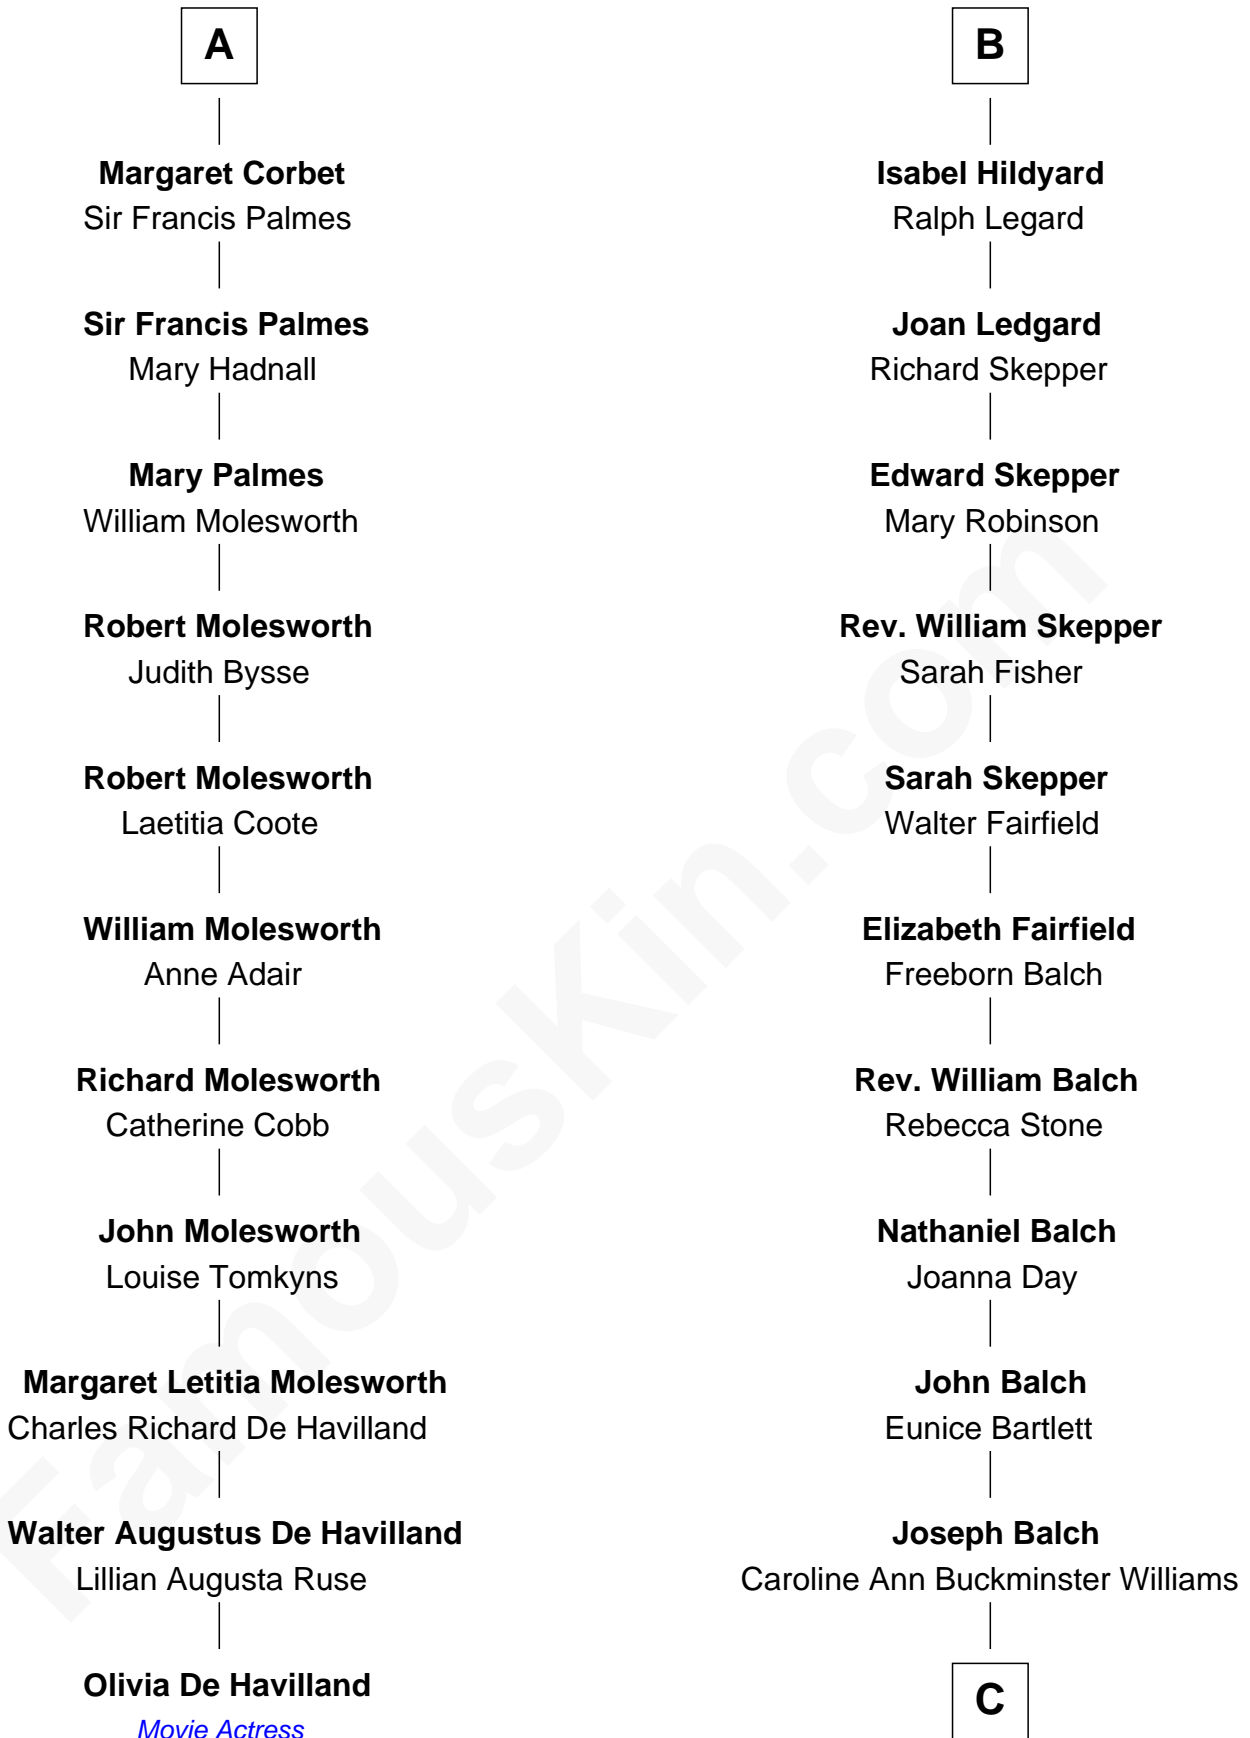 A
Margaret Corbet
Sir Francis Palmes
Sir Francis Palmes
Mary Hadnall
Mary Palmes
William Molesworth
Robert Molesworth
Judith Bysse
Robert Molesworth
Laetitia Coote
William Molesworth
Anne Adair
Richard Molesworth
Catherine Cobb
John Molesworth
Louise Tomkyns
Margaret Letitia Molesworth
Charles Richard De Havilland
Walter Augustus De Havilland
Lillian Augusta Ruse
Olivia De Havilland
Movie Actress
B
Isabel Hildyard
Ralph Legard
Joan Ledgard
Richard Skepper
Edward Skepper
Mary Robinson
Rev. William Skepper
Sarah Fisher
Sarah Skepper
Walter Fairfield
Elizabeth Fairfield
Freeborn Balch
Rev. William Balch
Rebecca Stone
Nathaniel Balch
Joanna Day
John Balch
Eunice Bartlett
Joseph Balch
Caroline Ann Buckminster Williams
C
FamousKin.com